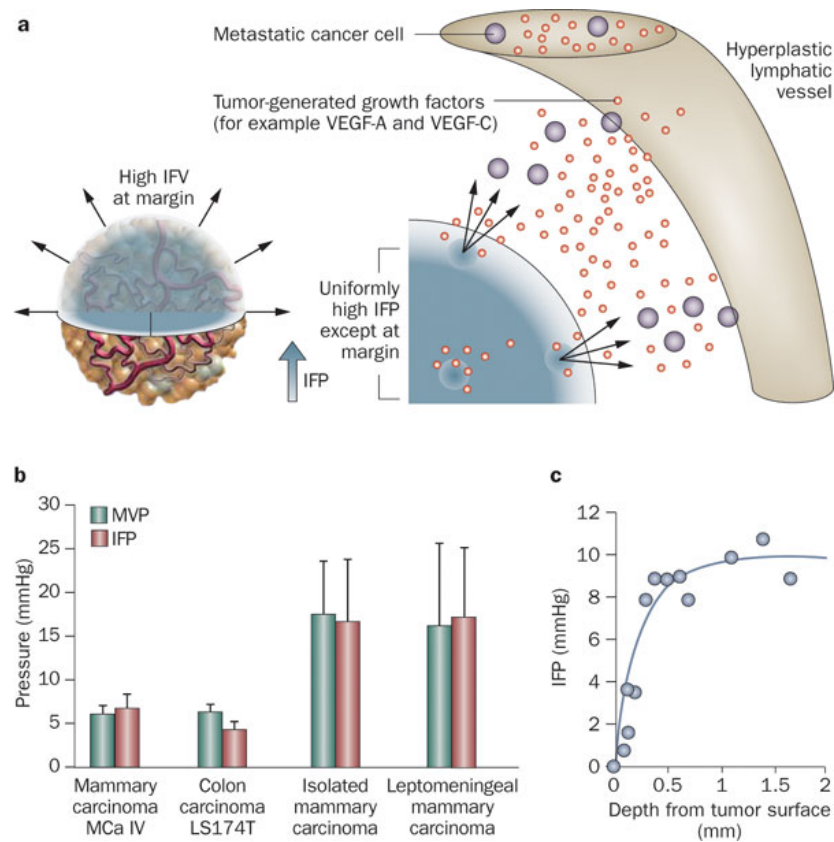 a
Metastatic cancer cell
Hyperplastic
lymphatic
vessel
Tumor-generated growth factors
(for example VEGF-A and VEGF-C)
High IFV
at margin
Uniformly
high IFP
except at
margin
IFP
b
30
25
20
15
10
5
0
Pressure (mmHg)
MVP
IFP
Mammary
carcinoma
MCa IV
Colon
carcinoma
LS174T
Isolated
mammary
carcinoma
Leptomeningeal
mammary
carcinoma
c
12
10
8
6
4
2
0
IFP (mmHg)
0 0.5 1 1.5 2
Depth from tumor surface
(mm)